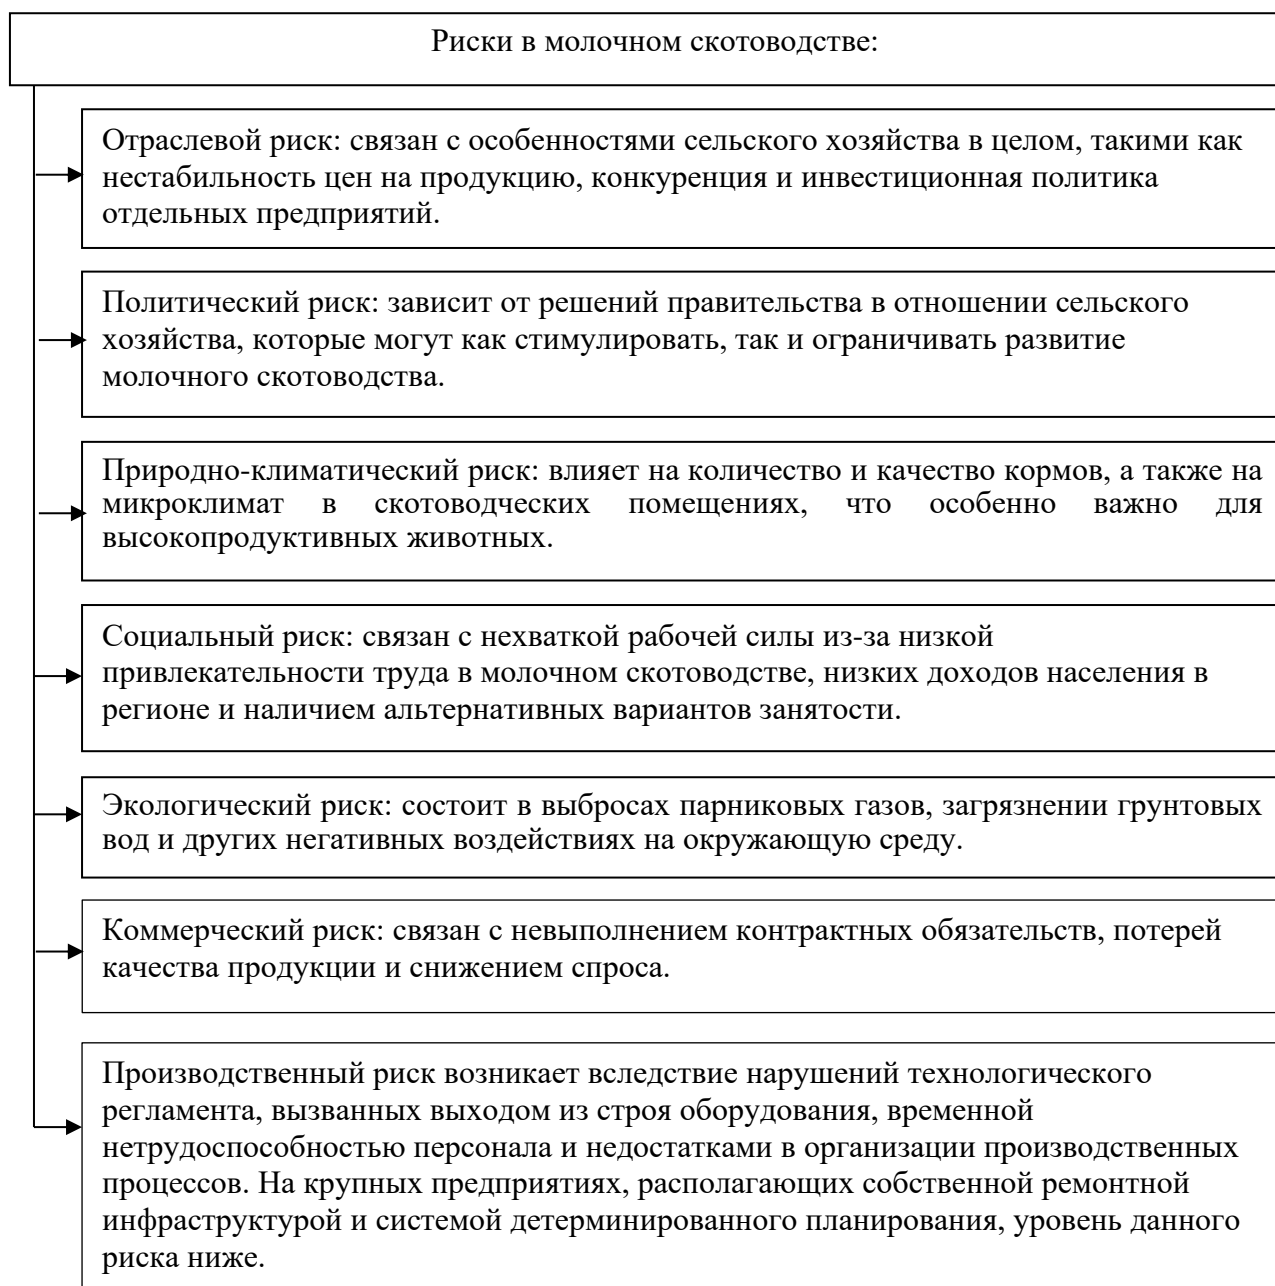 Риски в молочном скотоводстве:
Отраслевой риск: связан с особенностями сельского хозяйства в целом, такими как
нестабильность цен на продукцию, конкуренция и инвестиционная политика
отдельных предприятий.
Политический риск: зависит от решений правительства в отношении сельского
хозяйства, которые могут как стимулировать, так и ограничивать развитие
молочного скотоводства.
Природно-климатический риск: влияет на количество и качество кормов, а также на
микроклимат в скотоводческих помещениях, что особенно важно для
высокопродуктивных животных.
Социальный риск: связан с нехваткой рабочей силы из-за низкой
привлекательности труда в молочном скотоводстве, низких доходов населения в
регионе и наличием альтернативных вариантов занятости.
Экологический риск: состоит в выбросах парниковых газов, загрязнении грунтовых
вод и других негативных воздействиях на окружающую среду.
Коммерческий риск: связан с невыполнением контрактных обязательств, потерей
качества продукции и снижением спроса.
Производственный риск возникает вследствие нарушений технологического
регламента, вызванных выходом из строя оборудования, временной
нетрудоспособностью персонала и недостатками в организации производственных
процессов. На крупных предприятиях, располагающих собственной ремонтной
инфраструктурой и системой детерминированного планирования, уровень данного
риска ниже.